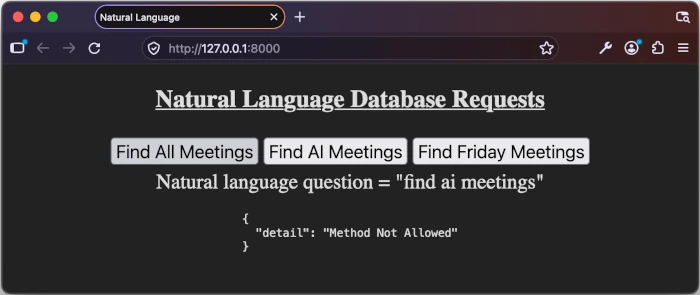 Natural Language
http://127.0.0.1:8000
Natural Language Database Requests
Find All Meetings Find AI Meetings Find Friday Meetings
Natural language question = "find ai meetings"
{
"detail": "Method Not Allowed"
}